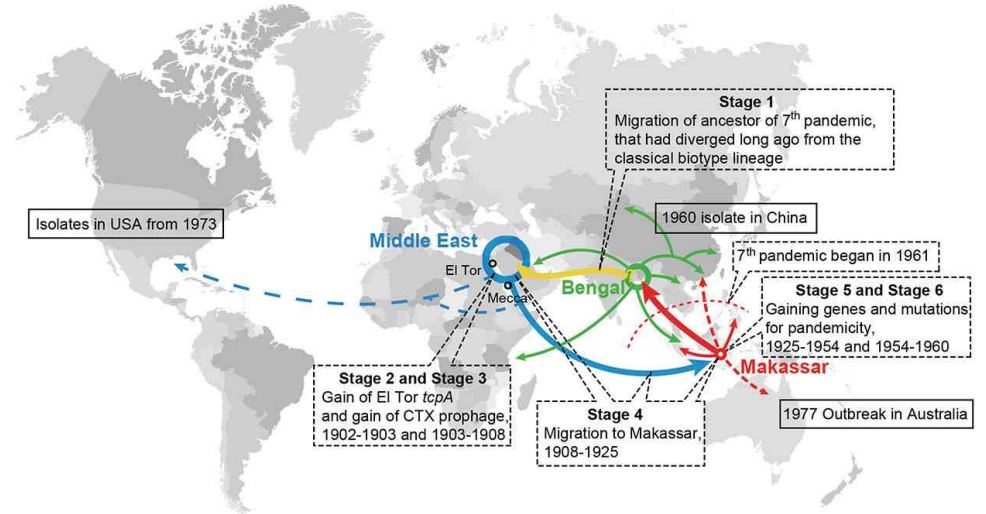 Stage 1
Migration of ancestor of 7th pandemic,
that had diverged long ago from the
classical biotype lineage
Isolates in USA from 1973
1960 isolate in China
Middle East
7th pandemic began in 1961
El Tor
Bengal
Mecca
Stage 5 and Stage 6
Gaining genes and mutations
for pandemicity,
1925-1954 and 1954-1960
Makassar
Stage 2 and Stage 3
Gain of El Tor tcpA
and gain of CTX prophage,
1902-1903 and 1903-1908
Stage 4
Migration to Makassar,
1908-1925
1977 Outbreak in Australia